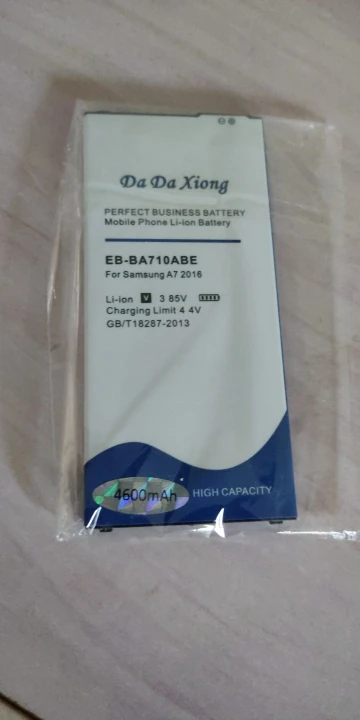 Da Da Xiong
PERFECT BUSINESS BATTERY
Mobile Phone Li-ion Battery
EB-BA710ABE
For Samsung A7 2016
Li-ion V 3 85V
Charging Limit 4 4V
GB/T18287-2013
4600mAh
HIGH CAPACITY